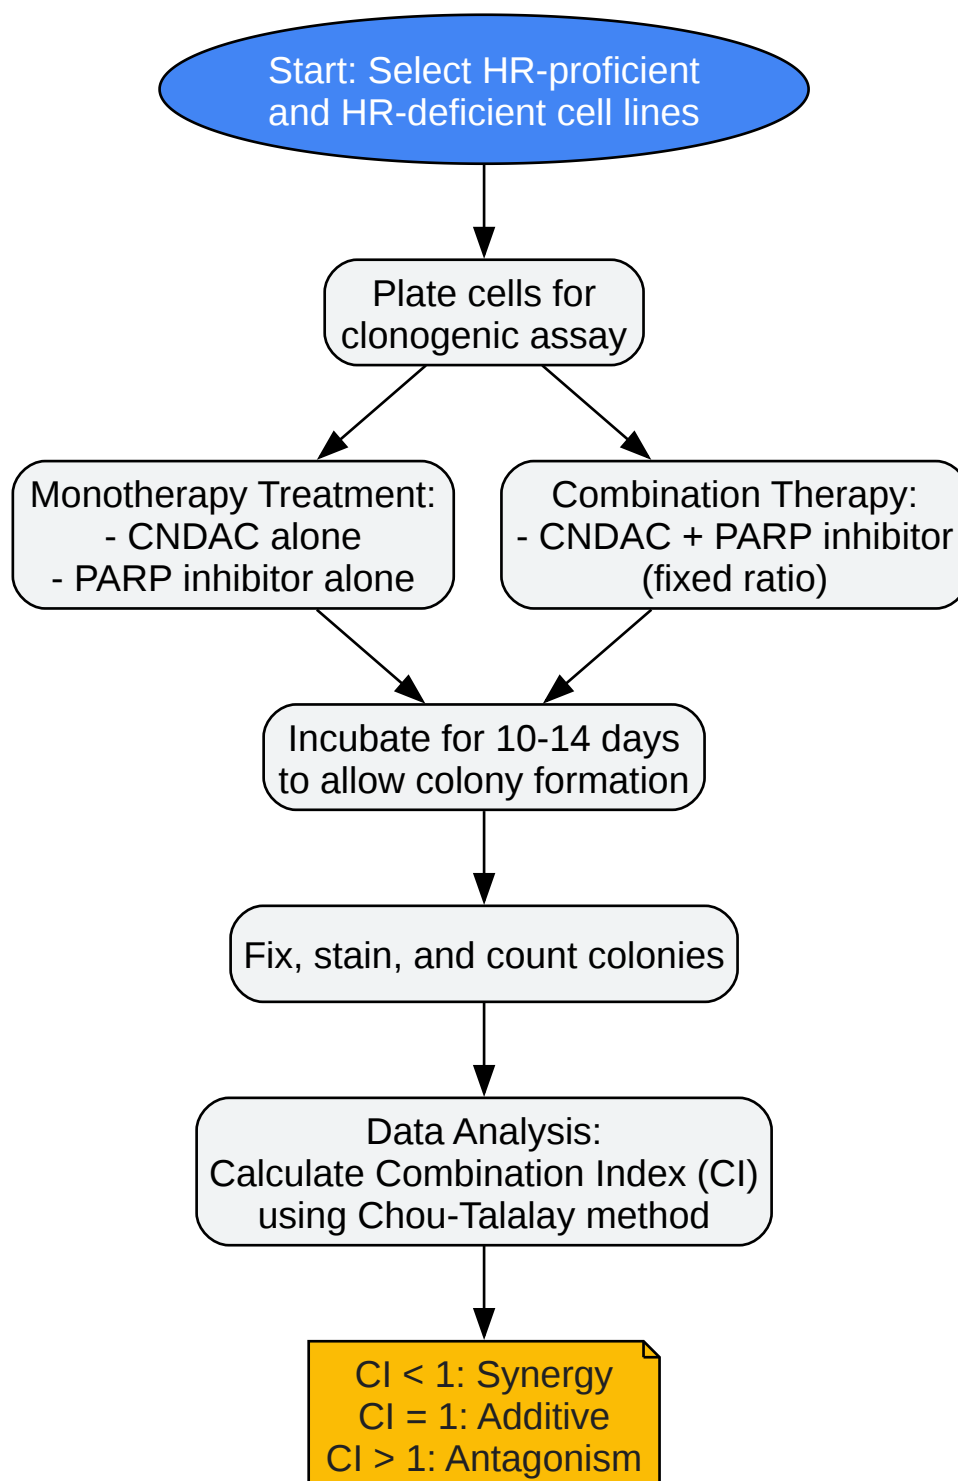 Start: Select HR-proficient
and HR-deficient cell lines
Plate cells for
clonogenic assay
Monotherapy Treatment:
- CNDAC alone
- PARP inhibitor alone
Combination Therapy:
- CNDAC + PARP inhibitor
(fixed ratio)
Incubate for 10-14 days
to allow colony formation
Fix, stain, and count colonies
Data Analysis:
Calculate Combination Index (CI)
using Chou-Talalay method
CI < 1: Synergy
CI = 1: Additive
CI > 1: Antagonism